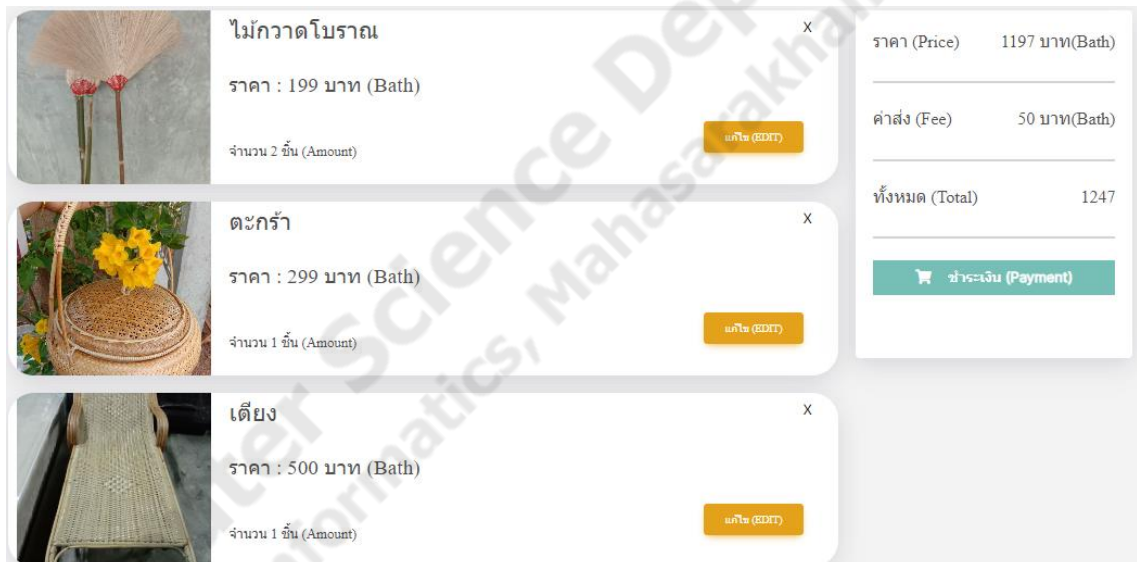 ไม้กวาดโบราณ
X
ราคา : 199 บาท (Bath)
จำนวน 2 ชิ้น (Amount)
แก้ไข (EDIT)
ตะกร้า
X
ราคา : 299 บาท (Bath)
จำนวน 1 ชิ้น (Amount)
แก้ไข (EDIT)
เตียง
X
ราคา : 500 บาท (Bath)
จำนวน 1 ชิ้น (Amount)
แก้ไข (EDIT)
ราคา (Price) 1197 บาท(Bath)
ค่าส่ง (Fee) 50 บาท(Bath)
ทั้งหมด (Total) 1247
ชำระเงิน (Payment)